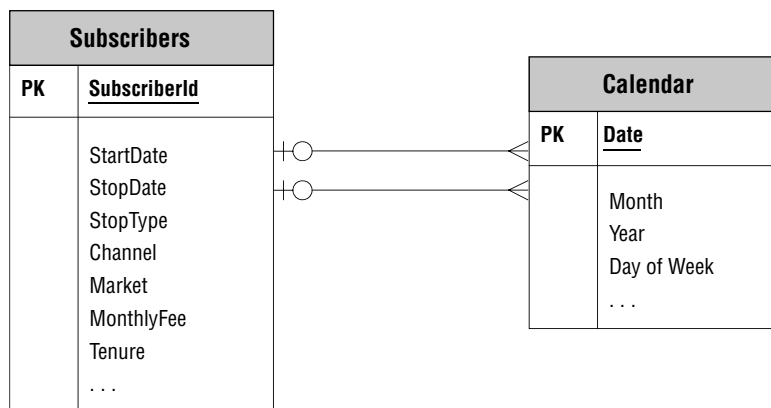 Subscribers
PK SubscriberId
StartDate
StopDate
StopType
Channel
Market
MonthlyFee
Tenure
. . .
Calendar
PK Date
Month
Year
Day of Week
. . .